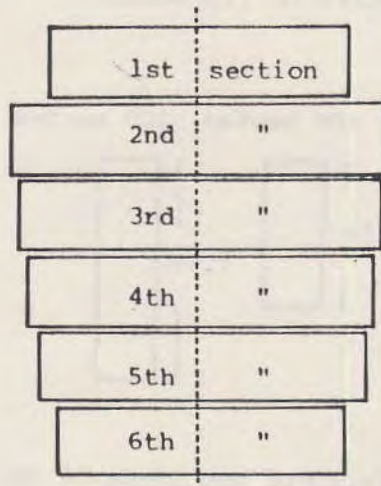 1st section
2nd "
3rd "
4th "
5th "
6th "